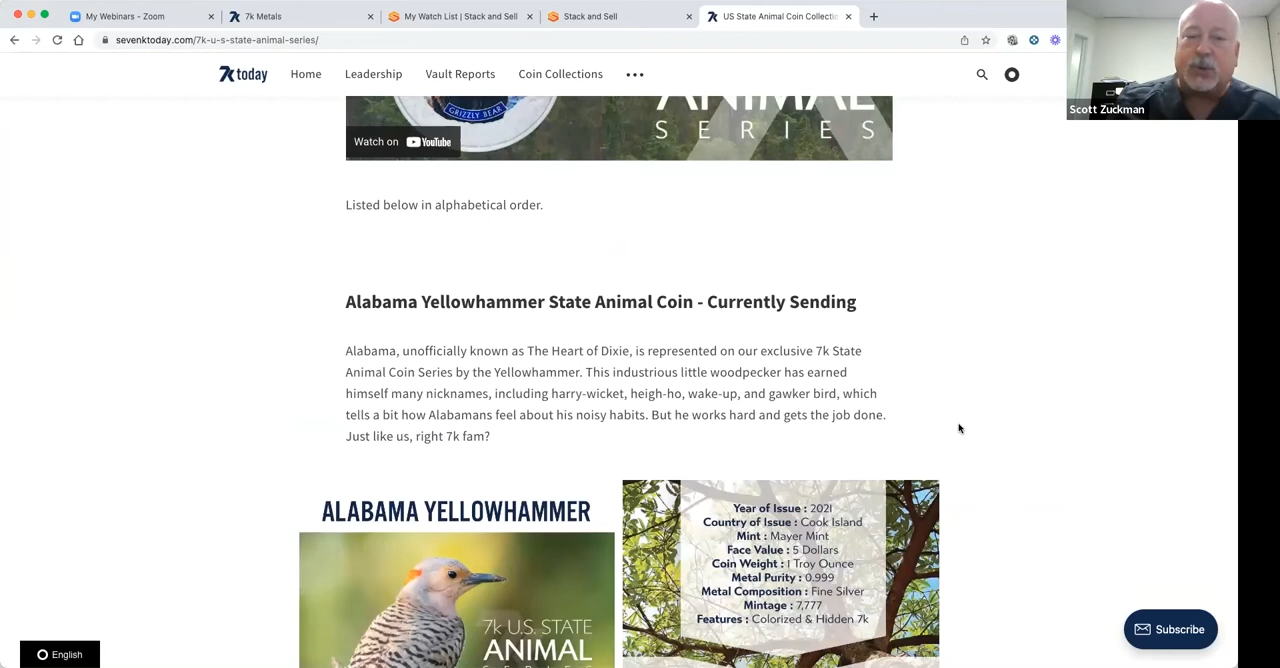 My Webinars - Zoom
7k Metals
My Watch List | Stack and Sell
Stack and Sell
US State Animal Coin Collectio
sevenktoday.com/7k-u-s-state-animal-series/
Scott Zuckman
7k today
Home
Leadership
Vault Reports
Coin Collections
GRIZZLY BEAR
ANIMAL
SERIES
Watch on YouTube
Listed below in alphabetical order.
Alabama Yellowhammer State Animal Coin - Currently Sending
Alabama, unofficially known as The Heart of Dixie, is represented on our exclusive 7k State
Animal Coin Series by the Yellowhammer. This industrious little woodpecker has earned
himself many nicknames, including harry-wicket, heigh-ho, wake-up, and gawker bird, which
tells a bit how Alabamans feel about his noisy habits. But he works hard and gets the job done.
Just like us, right 7k fam?
ALABAMA YELLOWHAMMER
7k U.S. STATE
ANIMAL
Year of Issue : 2021
Country of Issue : Cook Island
Mint : Mayer Mint
Face Value : 5 Dollars
Coin Weight : 1 Troy Ounce
Metal Purity : 0.999
Metal Composition : Fine Silver
Mintage : 7,777
Features : Colorized & Hidden 7k
Subscribe
English